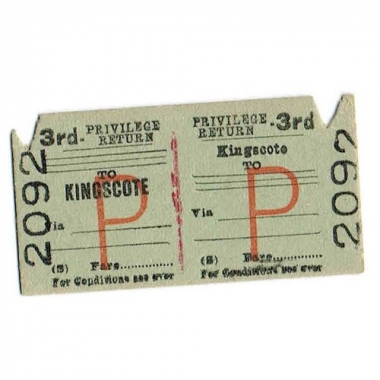 2092
3rd- PRIVILEGE
RETURN
TO
KINGSCOTE
P
Via
(S) Fare..............
For Conditions see over
PRIVILEGE -3rd
RETURN
Kingscote
TO
P
Via
(S) Fare..............
For Conditions see over
2092